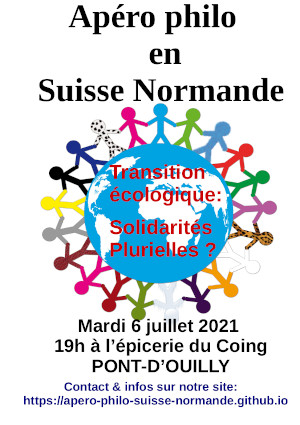 Apéro philo
en
Suisse Normande
Transition
écologique:
Solidarités
Plurielles ?
Mardi 6 juillet 2021
19h à l'épicerie du Coing
PONT-D'OUILLY
Contact & infos sur notre site:
https://apero-philo-suisse-normande.github.io